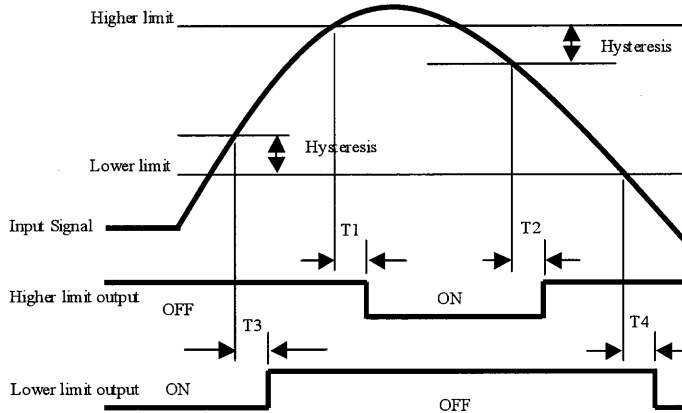 Higher limit
Hysteresis
Hysteresis
Lower limit
Input Signal
T1
T2
Higher limit output
OFF
ON
T3
T4
Lower limit output
ON
OFF